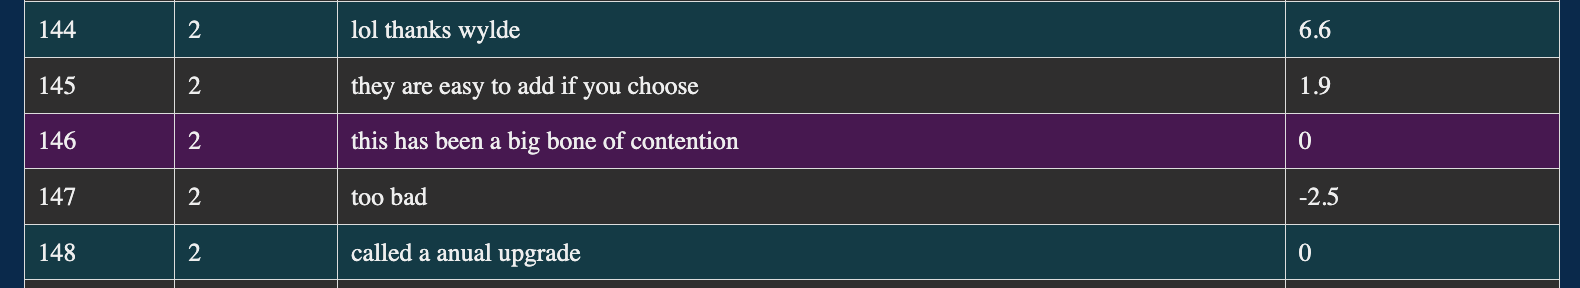 144 2 lol thanks wylde 6.6
145 2 they are easy to add if you choose 1.9
146 2 this has been a big bone of contention 0
147 2 too bad -2.5
148 2 called a anual upgrade 0